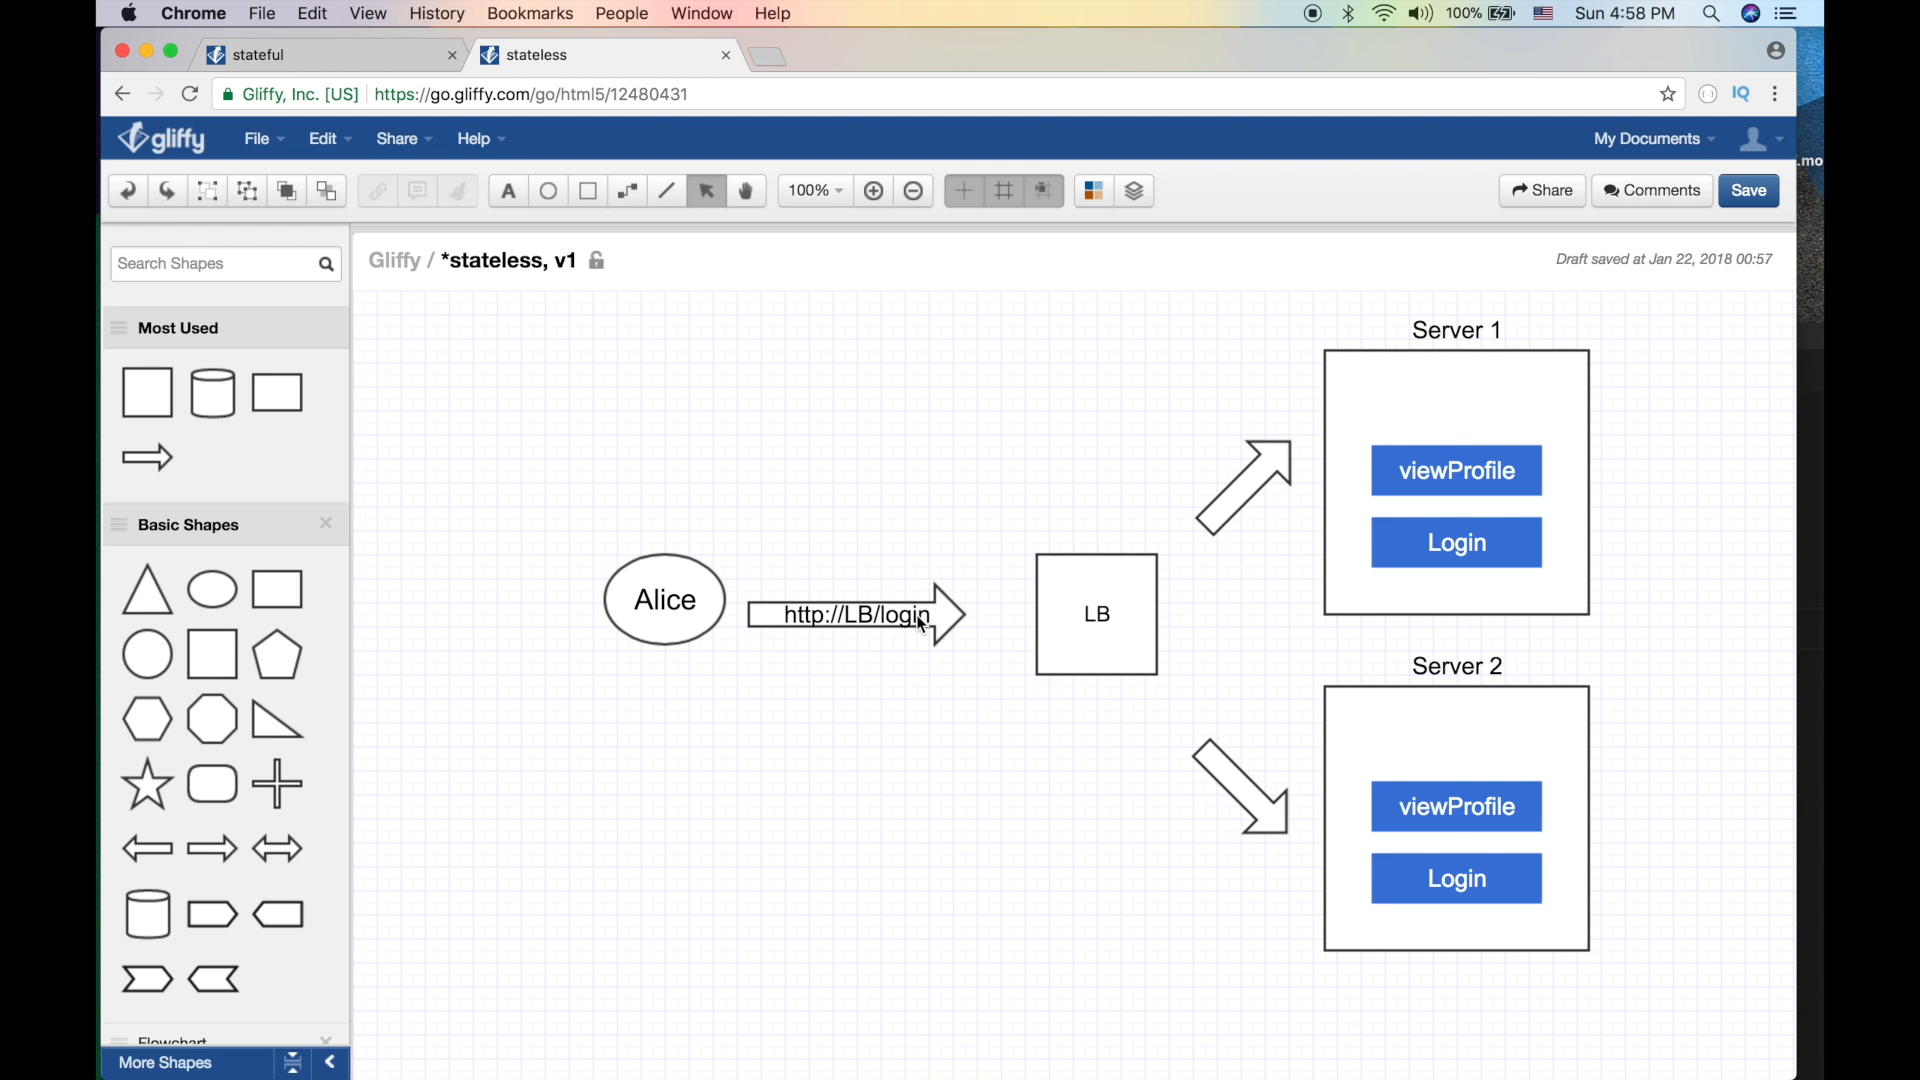 Chrome File Edit View History Bookmarks People Window Help 100% Sun 4:58 PM
stateful
stateless
Gliffy, Inc. [US] https://go.gliffy.com/go/html5/12480431 IQ
gliffy File Edit Share Help My Documents
.mo
A 100% Share Comments Save
Search Shapes
Gliffy / *stateless, v1
Draft saved at Jan 22, 2018 00:57
Most Used
Basic Shapes
Flowchart
More Shapes
Server 1
viewProfile
Login
Alice
http://LB/login
LB
Server 2
viewProfile
Login